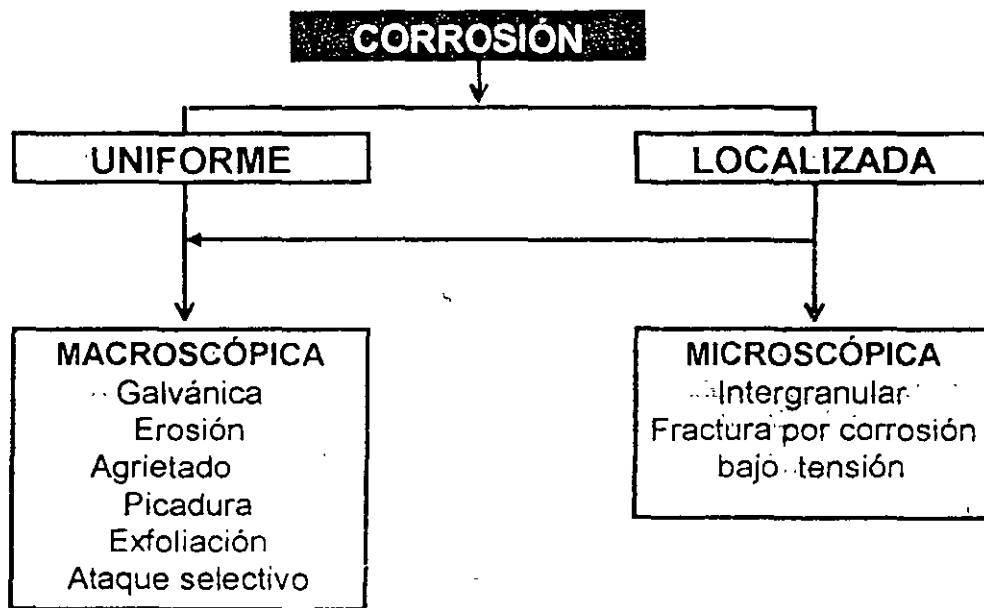 CORROSIÓN
UNIFORME
LOCALIZADA
MACROSCÓPICA
Galvánica
Erosión
Agrietado
Picadura
Exfoliación
Ataque selectivo
MICROSCÓPICA
Intergranular
Fractura por corrosión
bajo tensión